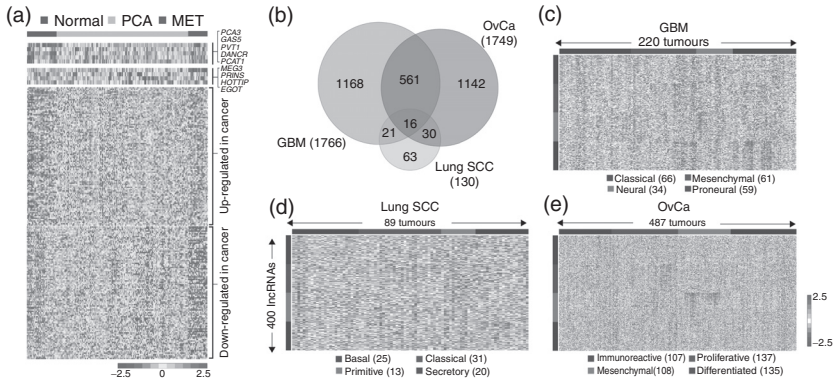 (a)
Normal PCA MET
PCA3
GAS5
PVT1
DANCR
PCAT1
MEG3
PRINS
HOTTIP
EGOT
Up-regulated in cancer
Down-regulated in cancer
−2.5 0 2.5
(b)
OvCa
(1749)
1168
561
1142
16
21
30
63
GBM (1766)
Lung SCC
(130)
(c)
GBM
220 tumours
Classical (66) Mesenchymal (61)
Neural (34) Proneural (59)
(d)
Lung SCC
89 tumours
400 lncRNAs
Basal (25) Classical (31)
Primitive (13) Secretory (20)
(e)
OvCa
487 tumours
Immunoreactive (107) Proliferative (137)
Mesenchymal(108) Differentiated (135)
2.5
−2.5